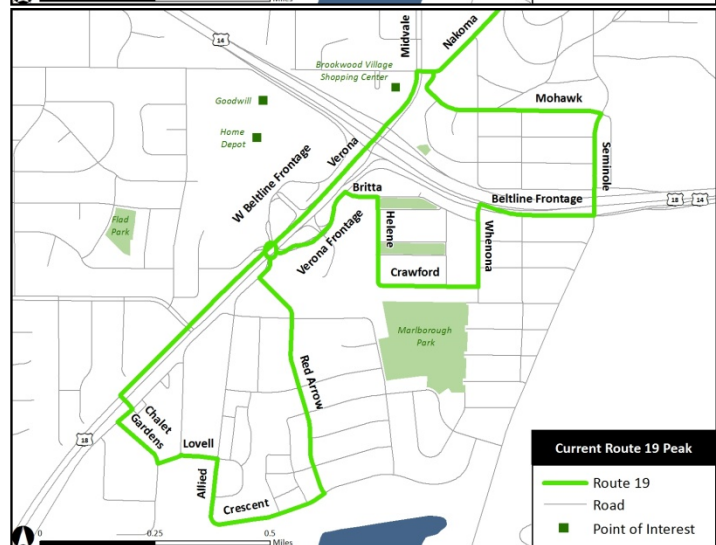 Miles
14
Midvale
Nakoma
Brookwood Village
Shopping Center
Goodwill
Mohawk
Home
Depot
W Beltline Frontage
Verona
Seminole
Britta
Beltline Frontage
18
14
Flad
Park
Verona Frontage
Helene
Whenona
Crawford
Marlborough
Park
Red Arrow
Chalet
Gardens
18
Lovell
Allied
Crescent
Current Route 19 Peak
Route 19
Road
Point of Interest
0
0.25
0.5
Miles